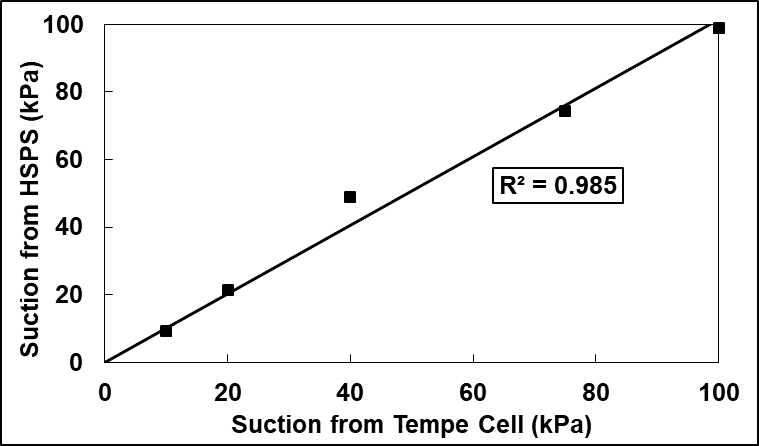 100
80
60
40
20
0
Suction from HSPS (kPa)
R² = 0.985
0 20 40 60 80 100
Suction from Tempe Cell (kPa)